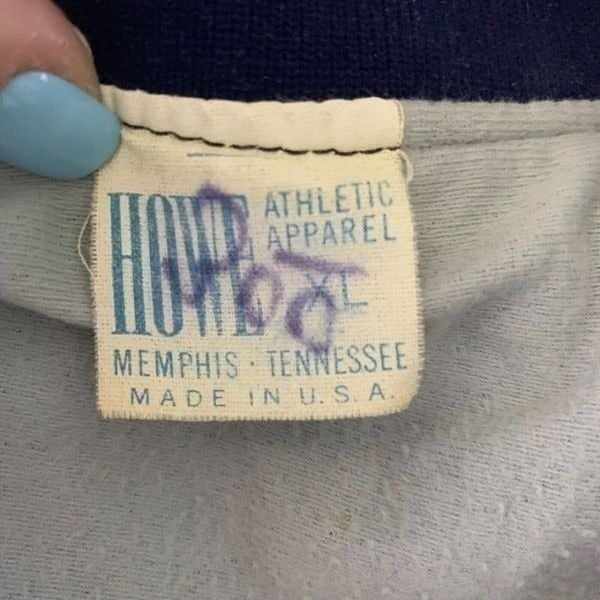 HOWE ATHLETIC
APPAREL
XL
MEMPHIS · TENNESSEE
MADE IN U.S.A.